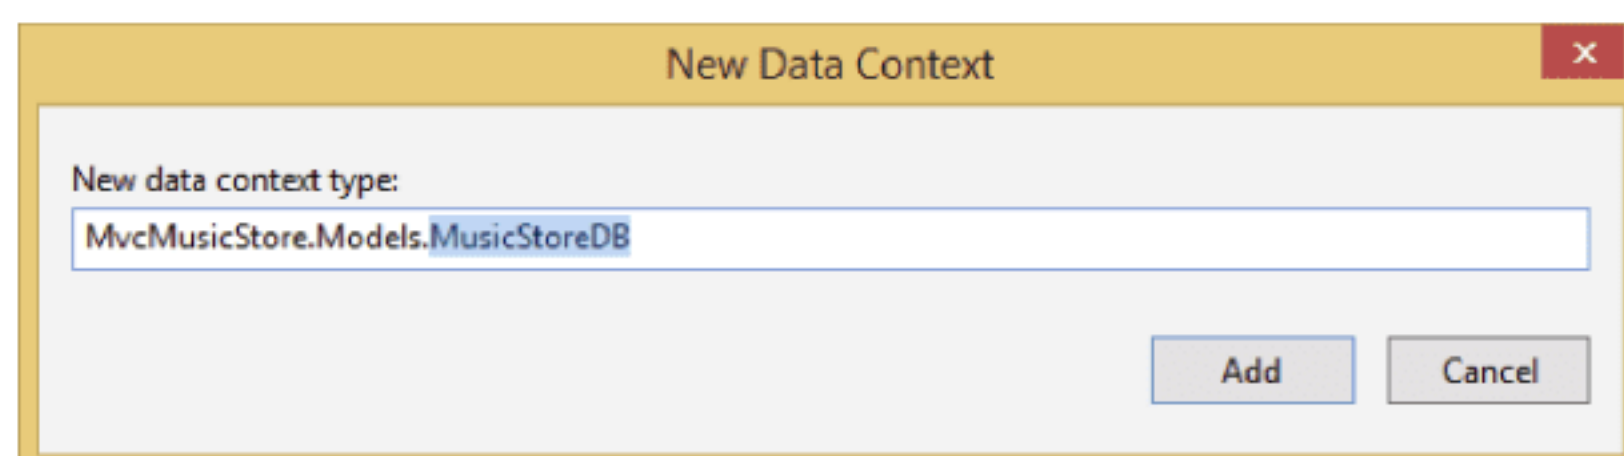 New Data Context
New data context type:
MvcMusicStore.Models.MusicStoreDB
Add Cancel